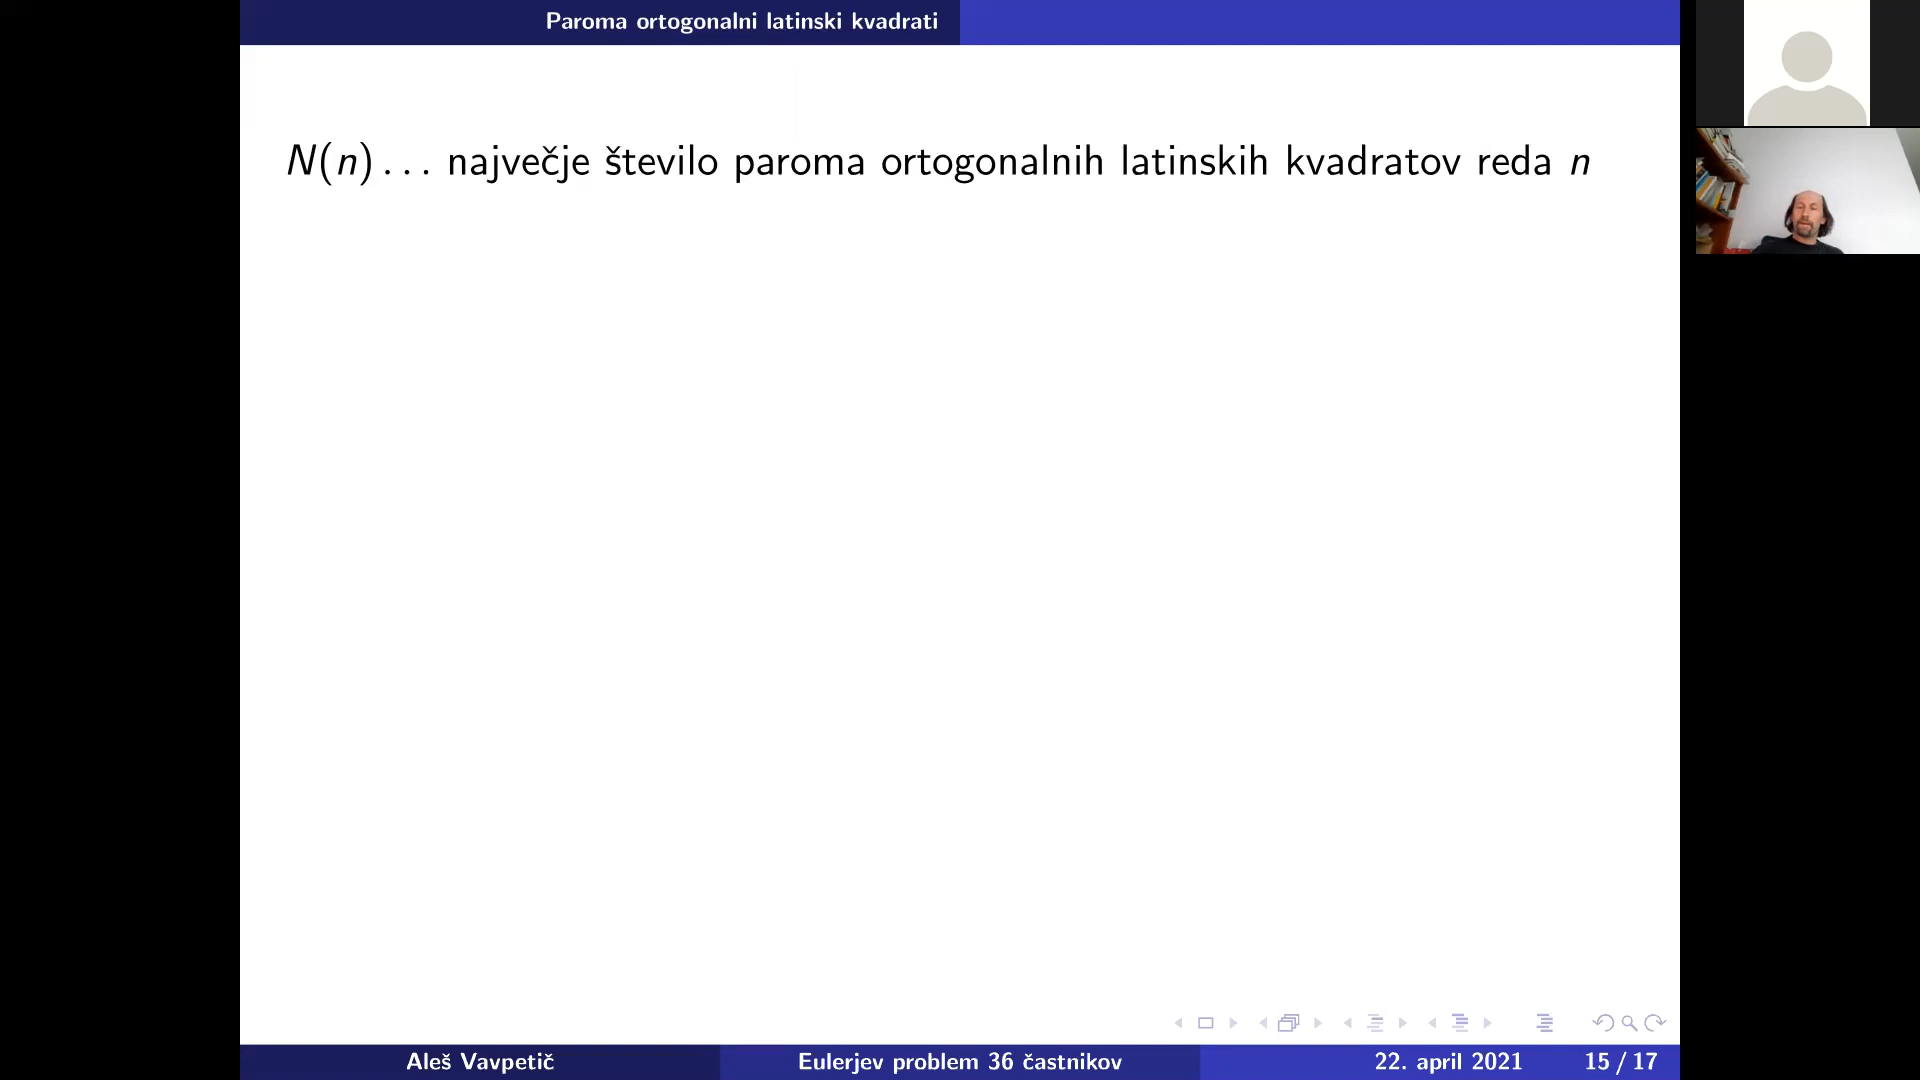 Paroma ortogonalni latinski kvadrati
N(n)... največje število paroma ortogonalnih latinskih kvadratov reda n
Aleš Vavpetič Eulerjev problem 36 častnikov 22. april 2021 15 / 17